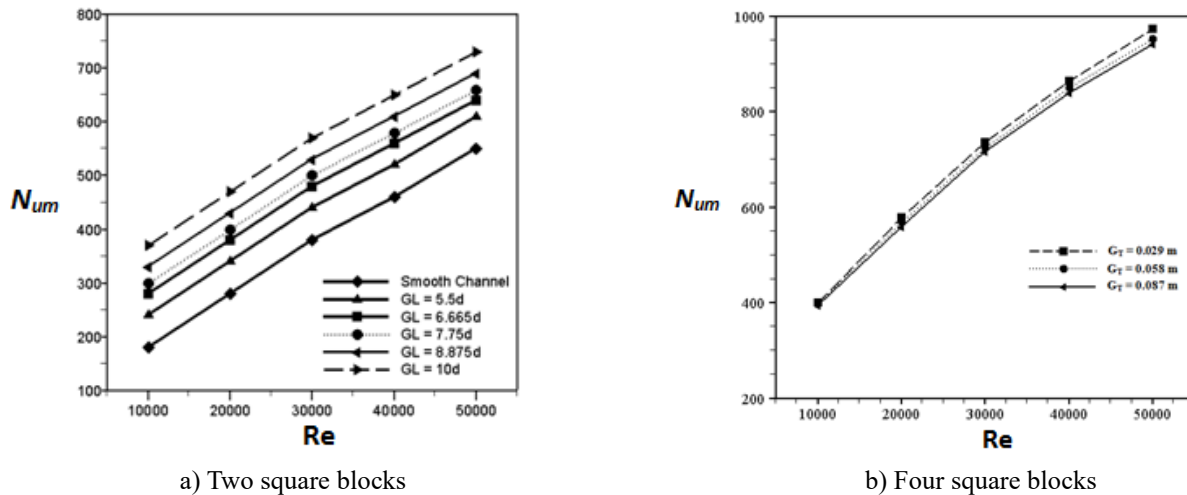 800
700
600
500
400
300
200
100
Num
Smooth Channel
GL = 5.5d
GL = 6.665d
GL = 7.75d
GL = 8.875d
GL = 10d
10000 20000 30000 40000 50000
Re
a) Two square blocks
1000
800
600
400
200
Num
GT = 0.029 m
GT = 0.058 m
GT = 0.087 m
10000 20000 30000 40000 50000
Re
b) Four square blocks